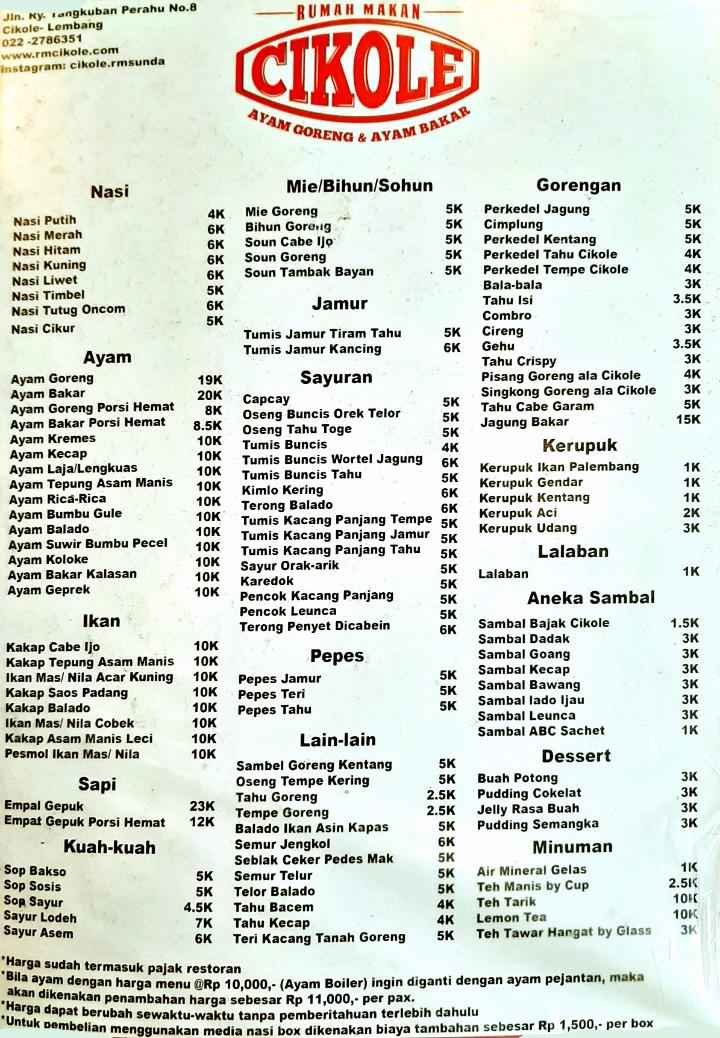 Jln. Ry. Tangkuban Perahu No.8
Cikole- Lembang
022 -2786351
www.rmcikole.com
Instagram: cikole.rmsunda
RUMAH MAKAN
CIKOLE
AYAM GORENG & AYAM BAKAR
Nasi
Nasi Putih 4K
Nasi Merah 6K
Nasi Hitam 6K
Nasi Kuning 6K
Nasi Liwet 6K
Nasi Timbel 5K
Nasi Tutug Oncom 6K
Nasi Cikur 5K
Ayam
Ayam Goreng 19K
Ayam Bakar 20K
Ayam Goreng Porsi Hemat 8K
Ayam Bakar Porsi Hemat 8.5K
Ayam Kremes 10K
Ayam Kecap 10K
Ayam Laja/Lengkuas 10K
Ayam Tepung Asam Manis 10K
Ayam Rica-Rica 10K
Ayam Bumbu Gule 10K
Ayam Balado 10K
Ayam Suwir Bumbu Pecel 10K
Ayam Koloke 10K
Ayam Bakar Kalasan 10K
Ayam Geprek 10K
Ikan
Kakap Cabe Ijo 10K
Kakap Tepung Asam Manis 10K
Ikan Mas/ Nila Acar Kuning 10K
Kakap Saos Padang 10K
Kakap Balado 10K
Ikan Mas/ Nila Cobek 10K
Kakap Asam Manis Leci 10K
Pesmol Ikan Mas/ Nila 10K
Sapi
Empal Gepuk 23K
Empat Gepuk Porsi Hemat 12K
Kuah-kuah
Sop Bakso 5K
Sop Sosis 5K
Sop Sayur 4.5K
Sayur Lodeh 7K
Sayur Asem 6K
Mie/Bihun/Sohun
Mie Goreng 5K
Bihun Goreng 5K
Soun Cabe Ijo 5K
Soun Goreng 5K
Soun Tambak Bayan 5K
Jamur
Tumis Jamur Tiram Tahu 5K
Tumis Jamur Kancing 6K
Sayuran
Capcay 5K
Oseng Buncis Orek Telor 5K
Oseng Tahu Toge 5K
Tumis Buncis 4K
Tumis Buncis Wortel Jagung 6K
Tumis Buncis Tahu 5K
Kimlo Kering 6K
Terong Balado 6K
Tumis Kacang Panjang Tempe 5K
Tumis Kacang Panjang Jamur 5K
Tumis Kacang Panjang Tahu 5K
Sayur Orak-arik 5K
Karedok 5K
Pencok Kacang Panjang 5K
Pencok Leunca 5K
Terong Penyet Dicabein 6K
Pepes
Pepes Jamur 5K
Pepes Teri 5K
Pepes Tahu 5K
Lain-lain
Sambel Goreng Kentang 5K
Oseng Tempe Kering 5K
Tahu Goreng 2.5K
Tempe Goreng 2.5K
Balado Ikan Asin Kapas 5K
Semur Jengkol 6K
Seblak Ceker Pedes Mak 5K
Semur Telur 5K
Telor Balado 5K
Tahu Bacem 4K
Tahu Kecap 4K
Teri Kacang Tanah Goreng 5K
Gorengan
Perkedel Jagung 5K
Cimplung 5K
Perkedel Kentang 5K
Perkedel Tahu Cikole 4K
Perkedel Tempe Cikole 4K
Bala-bala 3K
Tahu Isi 3.5K
Combro 3K
Cireng 3K
Gehu 3.5K
Tahu Crispy 3K
Pisang Goreng ala Cikole 4K
Singkong Goreng ala Cikole 3K
Tahu Cabe Garam 5K
Jagung Bakar 15K
Kerupuk
Kerupuk Ikan Palembang 1K
Kerupuk Gendar 1K
Kerupuk Kentang 1K
Kerupuk Aci 2K
Kerupuk Udang 3K
Lalaban
Lalaban 1K
Aneka Sambal
Sambal Bajak Cikole 1.5K
Sambal Dadak 3K
Sambal Goang 3K
Sambal Kecap 3K
Sambal Bawang 3K
Sambal lado Ijau 3K
Sambal Leunca 3K
Sambal ABC Sachet 1K
Dessert
Buah Potong 3K
Pudding Cokelat 3K
Jelly Rasa Buah 3K
Pudding Semangka 3K
Minuman
Air Mineral Gelas 1K
Teh Manis by Cup 2.5K
Teh Tarik 10K
Lemon Tea 10K
Teh Tawar Hangat by Glass 3K
*Harga sudah termasuk pajak restoran
*Bila ayam dengan harga menu @Rp 10,000,- (Ayam Boiler) ingin diganti dengan ayam pejantan, maka
akan dikenakan penambahan harga sebesar Rp 11,000,- per pax.
*Harga dapat berubah sewaktu-waktu tanpa pemberitahuan terlebih dahulu
*Untuk pembelian menggunakan media nasi box dikenakan biaya tambahan sebesar Rp 1,500,- per box